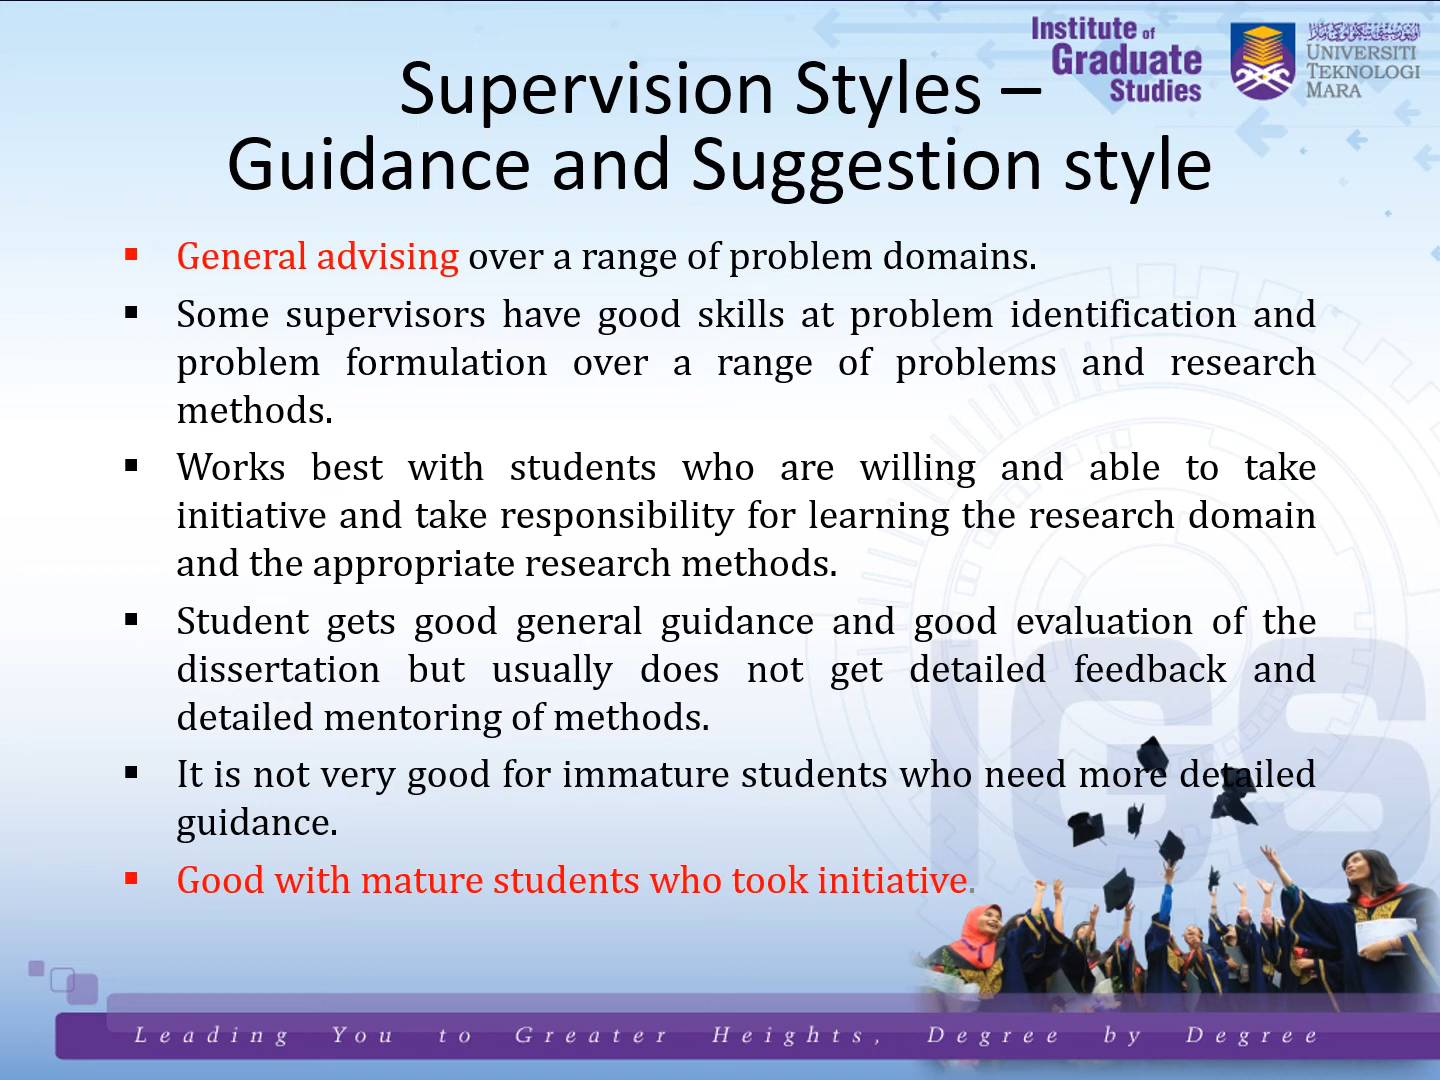 Institute of
Graduate
Studies
UNIVERSITI
TEKNOLOGI
MARA
Supervision Styles –
Guidance and Suggestion style
▪ General advising over a range of problem domains.
▪ Some supervisors have good skills at problem identification and
problem formulation over a range of problems and research
methods.
▪ Works best with students who are willing and able to take
initiative and take responsibility for learning the research domain
and the appropriate research methods.
▪ Student gets good general guidance and good evaluation of the
dissertation but usually does not get detailed feedback and
detailed mentoring of methods.
▪ It is not very good for immature students who need more detailed
guidance.
▪ Good with mature students who took initiative.
IGS
Leading You to Greater Heights, Degree by Degree